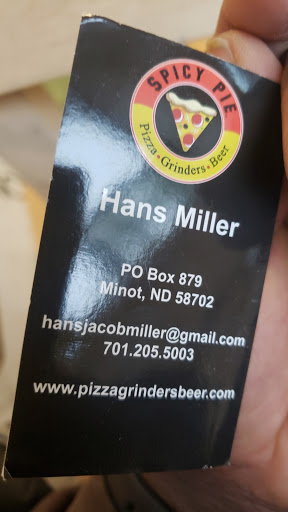 SPICY PIE
Pizza • Grinders • Beer
Hans Miller
PO Box 879
Minot, ND 58702
hansjacobmiller@gmail.com
701.205.5003
www.pizzagrindersbeer.com